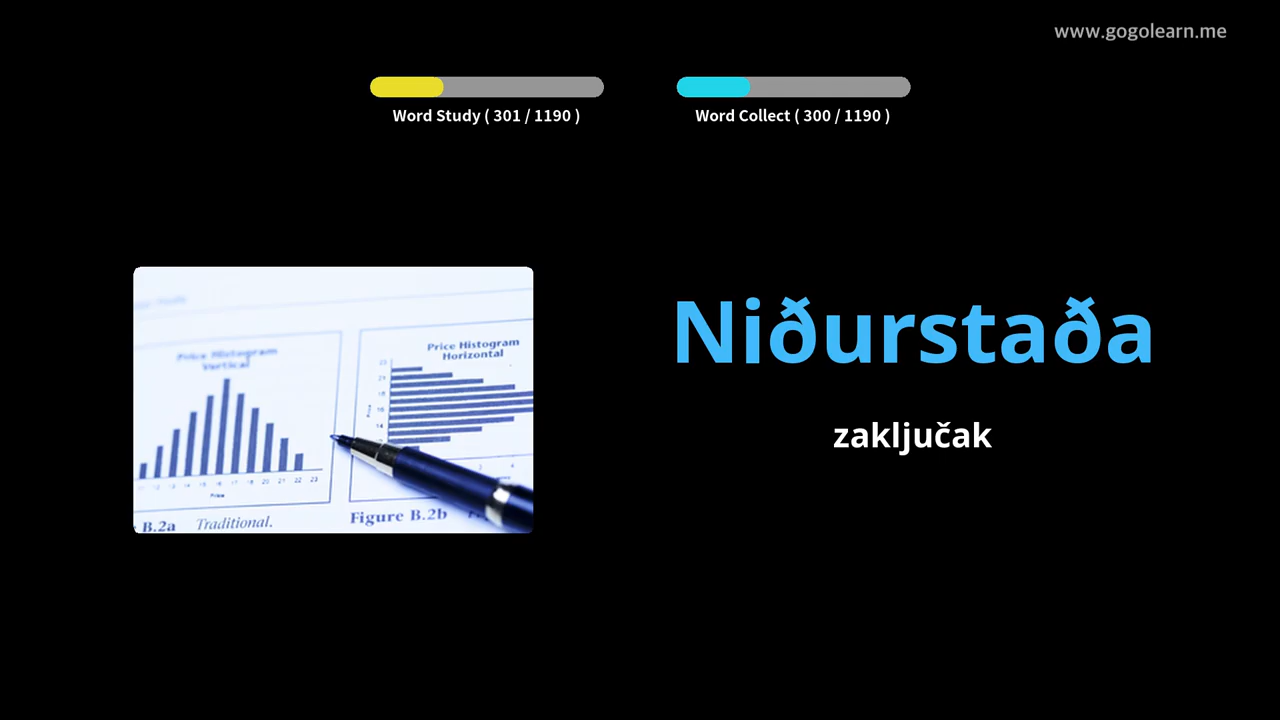 www.gogolearn.me
Word Study ( 301 / 1190 )
Word Collect ( 300 / 1190 )
Niðurstaða
zaključak
Price Histogram
Vertical
Price Histogram
Horizontal
Price
B.2a Traditional.
Figure B.2b